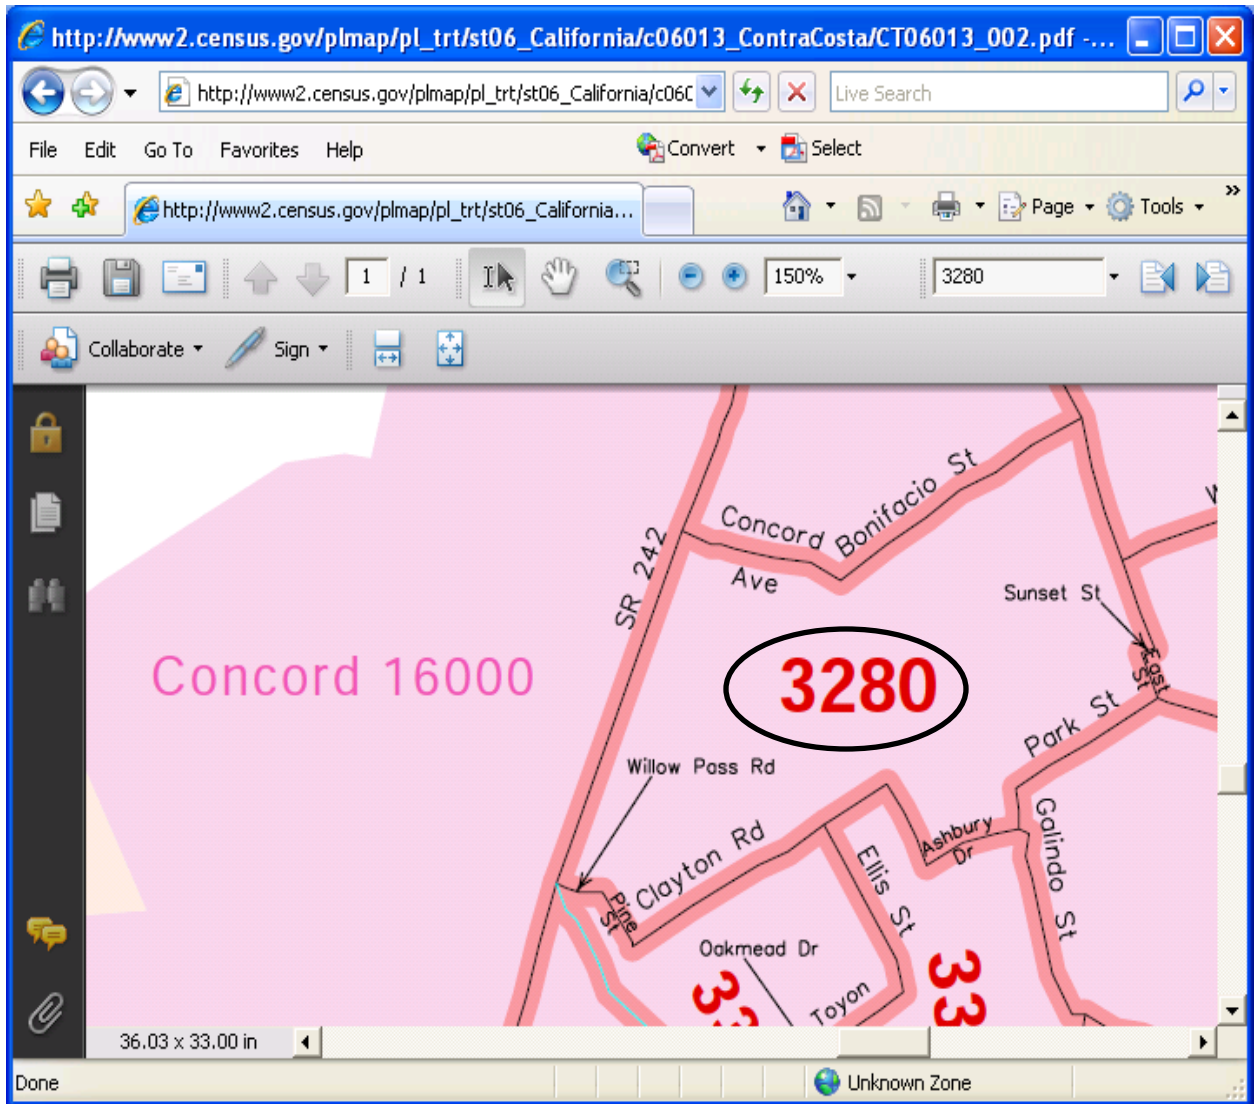 http://www2.census.gov/plmap/pl_trt/st06_California/c06013_ContraCosta/CT06013_002.pdf -...
http://www2.census.gov/plmap/pl_trt/st06_California/c06C
Live Search
File Edit Go To Favorites Help
Convert Select
http://www2.census.gov/plmap/pl_trt/st06_California...
Page Tools »
1 / 1 150% 3280
Collaborate Sign
Concord Ave
Bonifacio St
SR 242
Sunset St
East St
Concord 16000
3280
Park St
Willow Pass Rd
Clayton Rd
Ashbury Dr
Galindo St
Ellis St
Pine St
Oakmead Dr
Toyon
33
33
36.03 x 33.00 in
Done
Unknown Zone